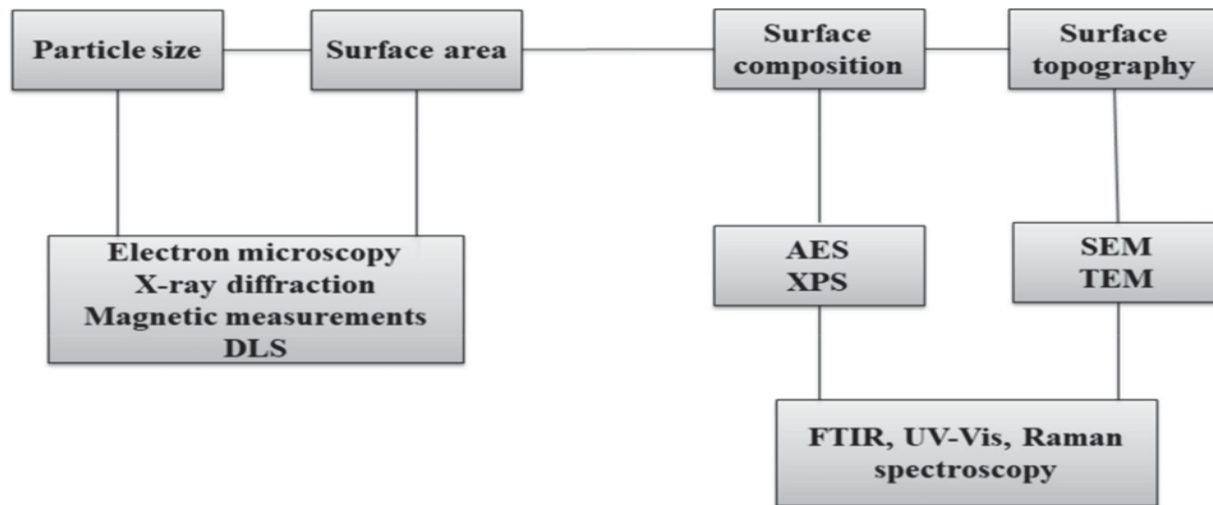 Particle size
Surface area
Surface
composition
Surface
topography
Electron microscopy
X-ray diffraction
Magnetic measurements
DLS
AES
XPS
SEM
TEM
FTIR, UV-Vis, Raman
spectroscopy